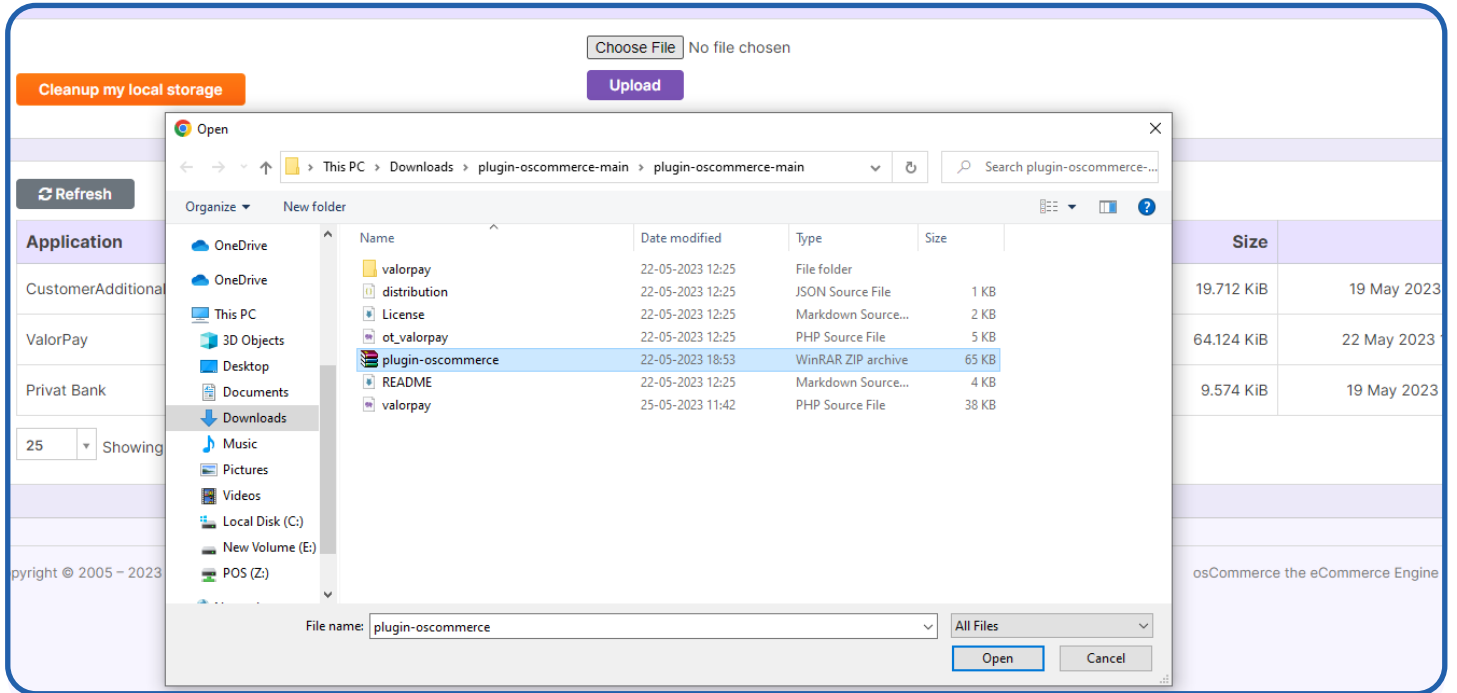 Choose File No file chosen
Cleanup my local storage
Upload
Open
This PC > Downloads > plugin-oscommerce-main > plugin-oscommerce-main
Search plugin-oscommerce-...
Refresh
Organize
New folder
Application
Size
CustomerAdditional
19.712 KiB
19 May 2023
ValorPay
64.124 KiB
22 May 2023
Privat Bank
9.574 KiB
19 May 2023
25
Showing
OneDrive
OneDrive
This PC
3D Objects
Desktop
Documents
Downloads
Music
Pictures
Videos
Local Disk (C:)
New Volume (E:)
POS (Z:)
Name Date modified Type Size
valorpay 22-05-2023 12:25 File folder
distribution 22-05-2023 12:25 JSON Source File 1 KB
License 22-05-2023 12:25 Markdown Source... 2 KB
ot_valorpay 22-05-2023 12:25 PHP Source File 5 KB
plugin-oscommerce 22-05-2023 18:53 WinRAR ZIP archive 65 KB
README 22-05-2023 12:25 Markdown Source... 4 KB
valorpay 25-05-2023 11:42 PHP Source File 38 KB
File name: plugin-oscommerce
All Files
Open
Cancel
pyright © 2005 – 2023
osCommerce the eCommerce Engine